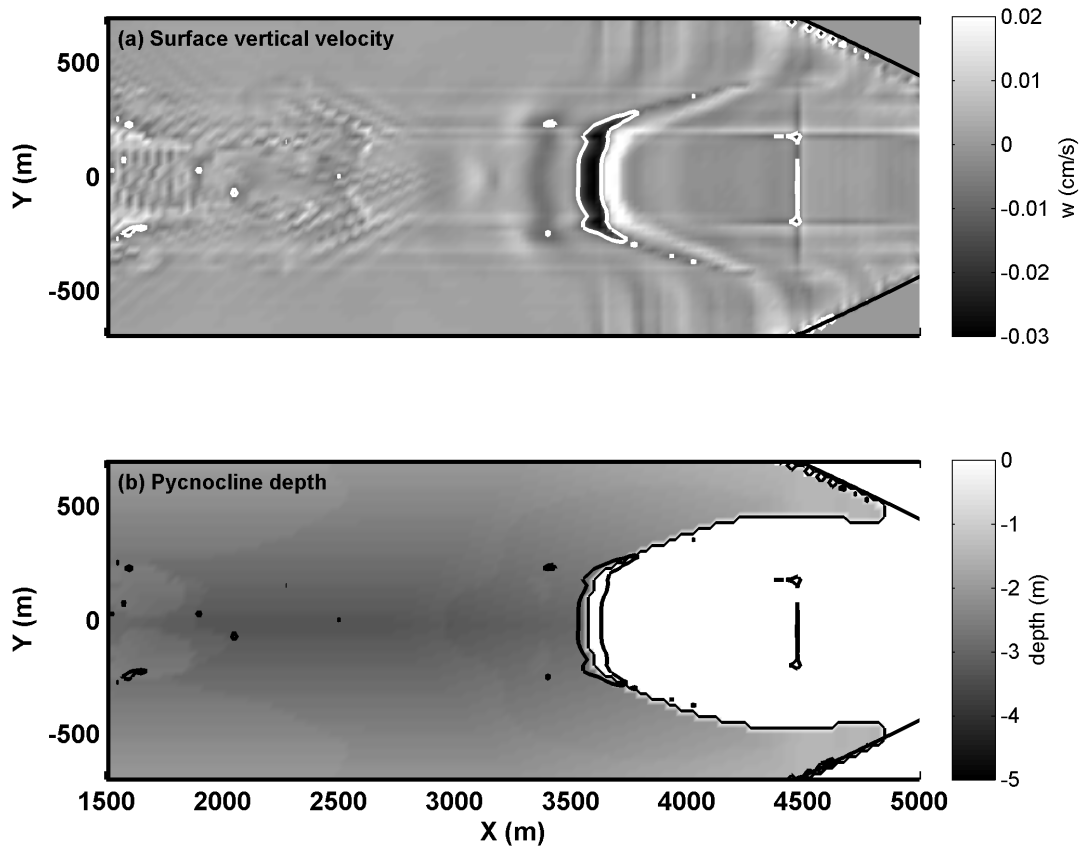 (a) Surface vertical velocity
500
0
-500
Y (m)
0.02
0.01
0
-0.01
-0.02
-0.03
w (cm/s)
(b) Pycnocline depth
500
0
-500
Y (m)
0
-1
-2
-3
-4
-5
depth (m)
1500 2000 2500 3000 3500 4000 4500 5000
X (m)